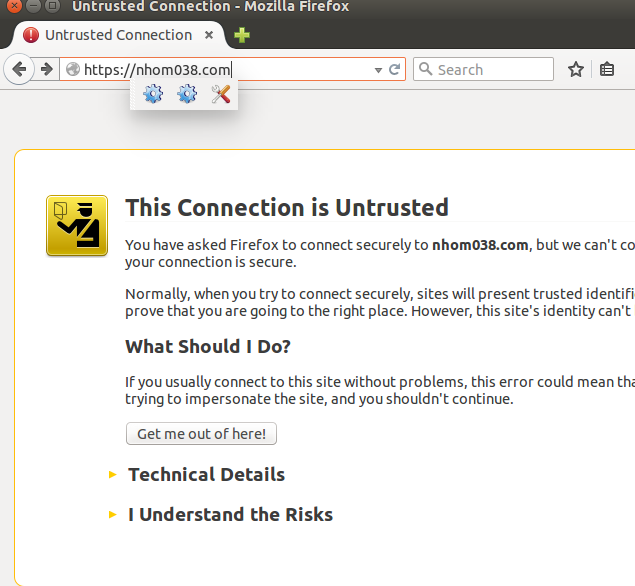 Untrusted Connection - Mozilla Firefox
Untrusted Connection
https://nhom038.com
Search
This Connection is Untrusted
You have asked Firefox to connect securely to nhom038.com, but we can't co
your connection is secure.
Normally, when you try to connect securely, sites will present trusted identifi
prove that you are going to the right place. However, this site's identity can't
What Should I Do?
If you usually connect to this site without problems, this error could mean tha
trying to impersonate the site, and you shouldn't continue.
Get me out of here!
Technical Details
I Understand the Risks